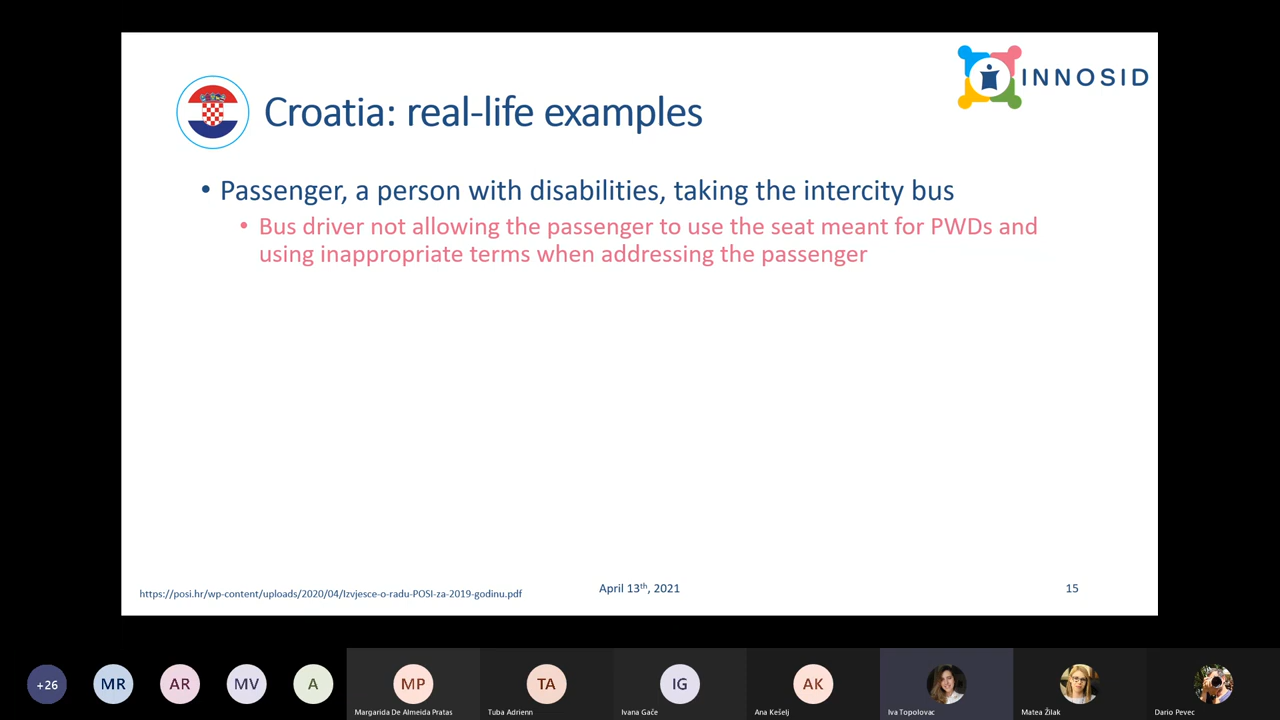 INNOSID
Croatia: real-life examples
• Passenger, a person with disabilities, taking the intercity bus
• Bus driver not allowing the passenger to use the seat meant for PWDs and
using inappropriate terms when addressing the passenger
https://posi.hr/wp-content/uploads/2020/04/Izvjesce-o-radu-POSI-za-2019-godinu.pdf
April 13th, 2021
15
+26
MR
AR
MV
A
MP
TA
IG
AK
Margarida De Almeida Pratas
Tuba Adrienn
Ivana Gače
Ana Kešelj
Iva Topolovac
Matea Žilak
Dario Pevec